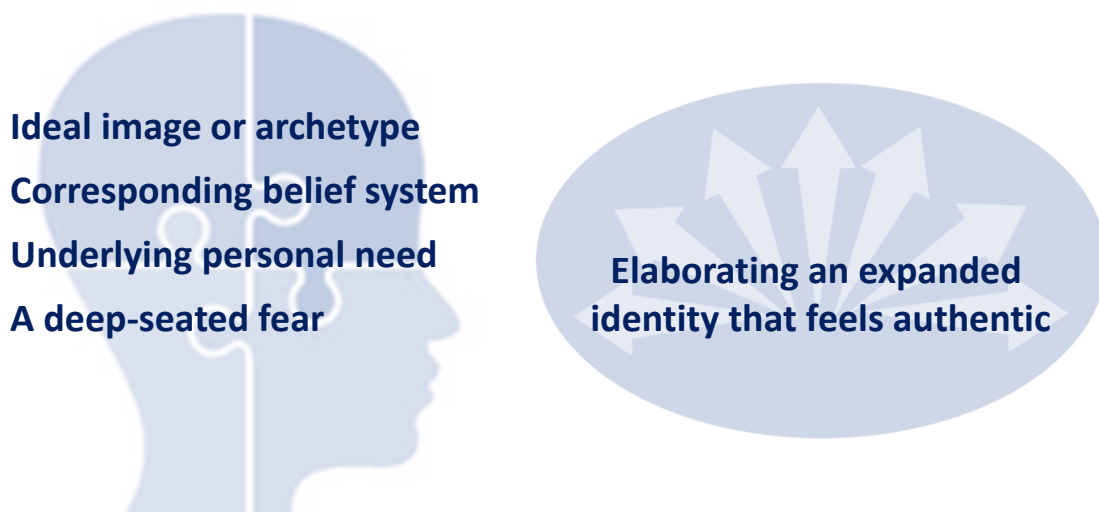 Ideal image or archetype
Corresponding belief system
Underlying personal need
A deep-seated fear
Elaborating an expanded
identity that feels authentic